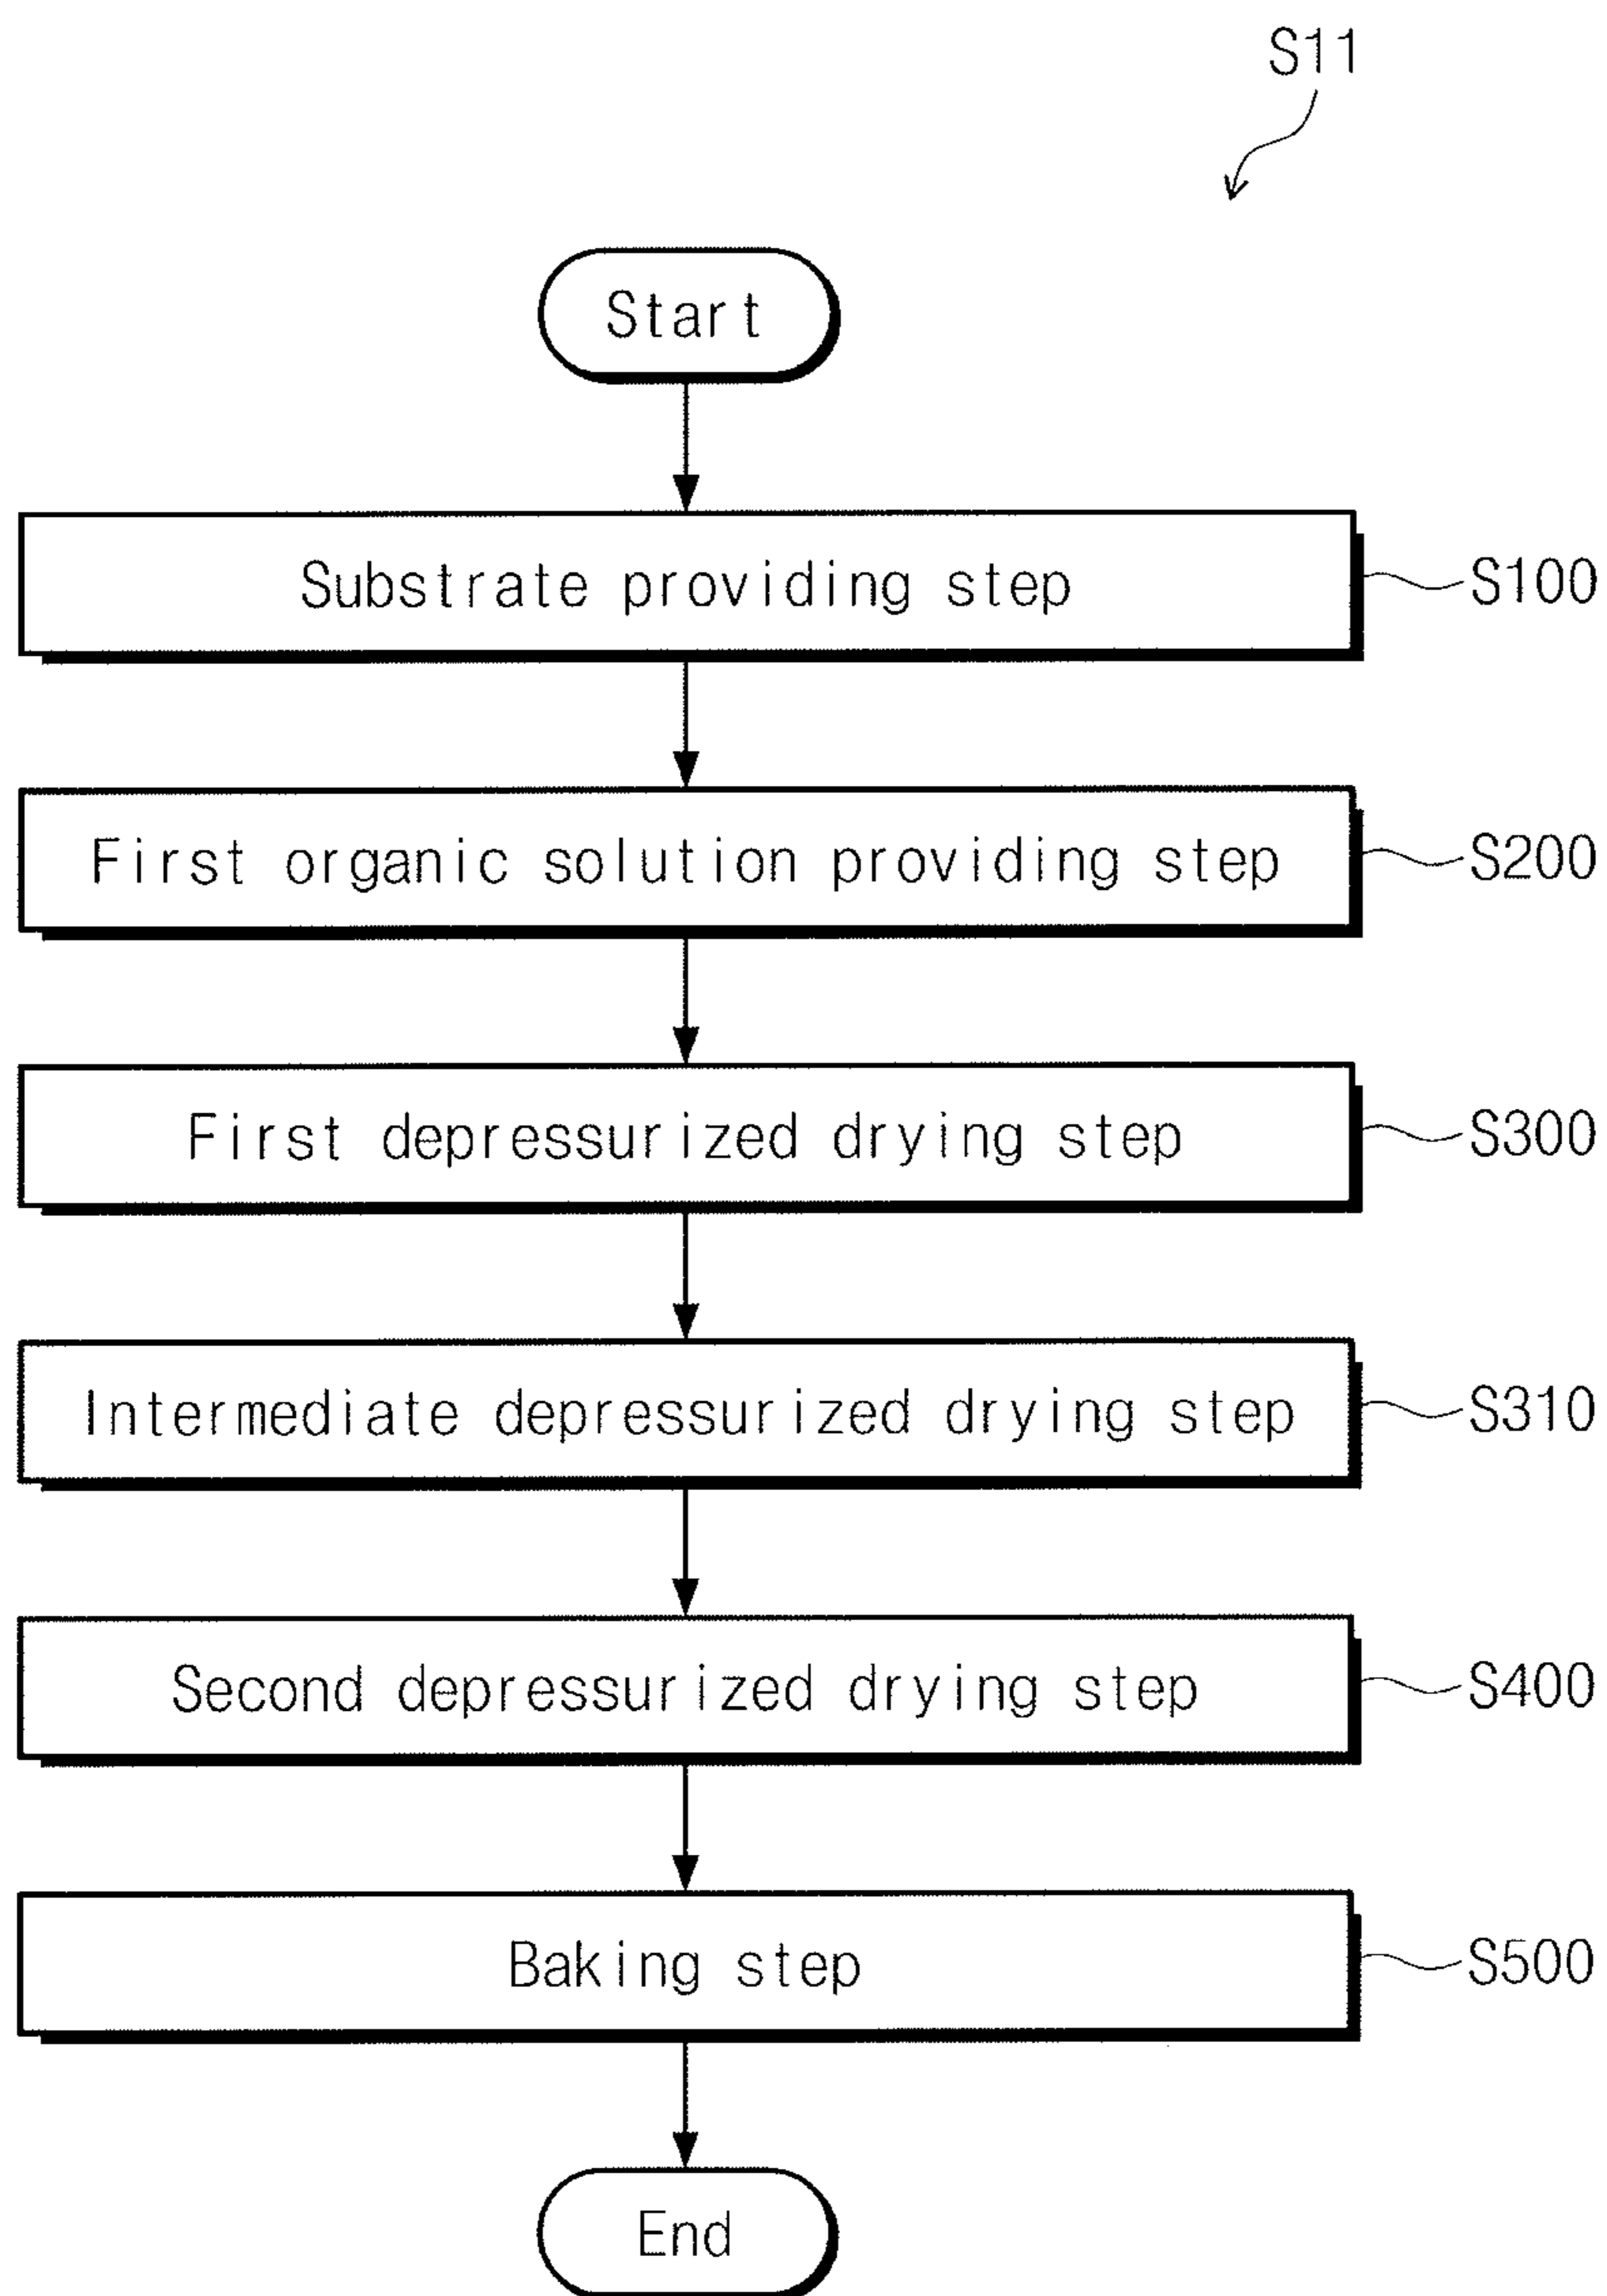 S11
Start
Substrate providing step
S100
First organic solution providing step
S200
First depressurized drying step
S300
Intermediate depressurized drying step
S310
Second depressurized drying step
S400
Baking step
S500
End